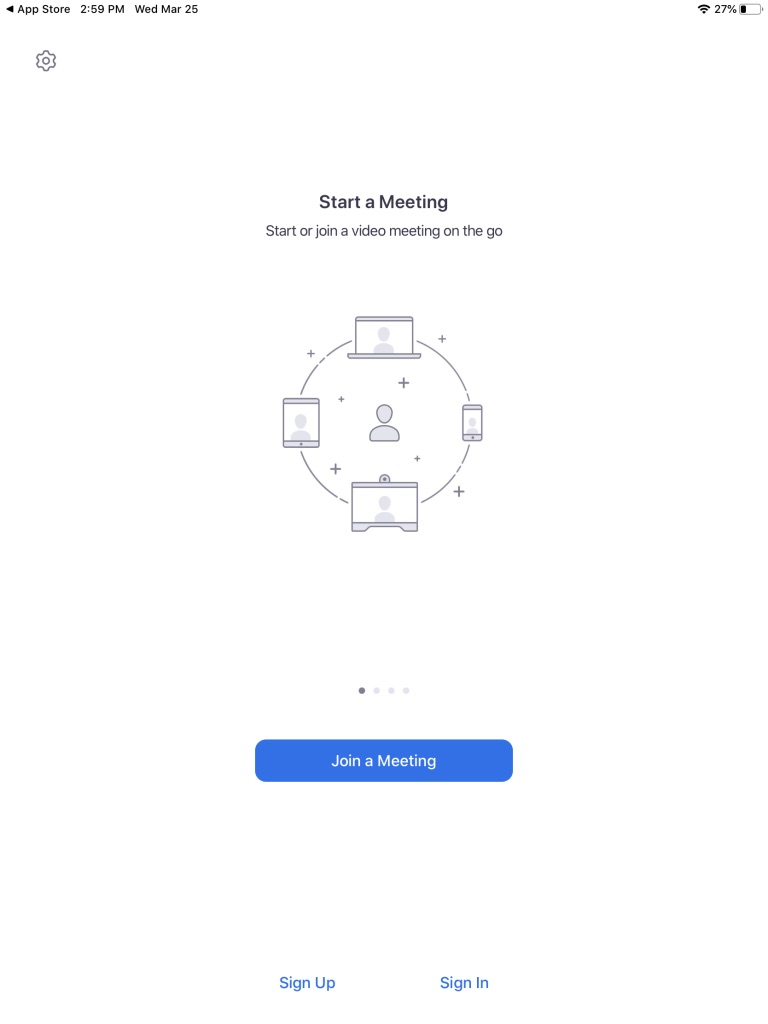 ◀ App Store 2:59 PM Wed Mar 25 27%
Start a Meeting
Start or join a video meeting on the go
Join a Meeting
Sign Up Sign In